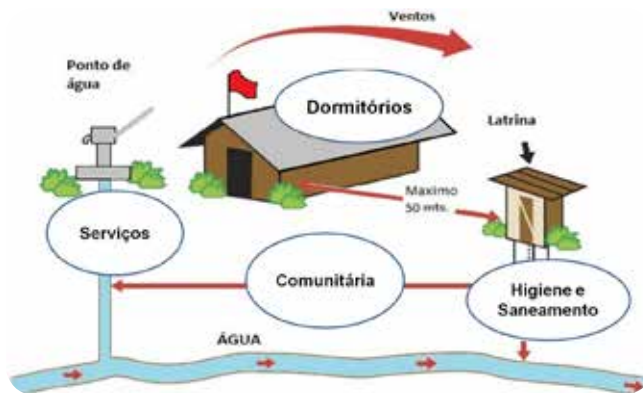 Ventos
Ponto de
água
Dormitórios
Latrina
Maximo
50 mts.
Serviços
Comunitária
Higiene e
Saneamento
ÁGUA